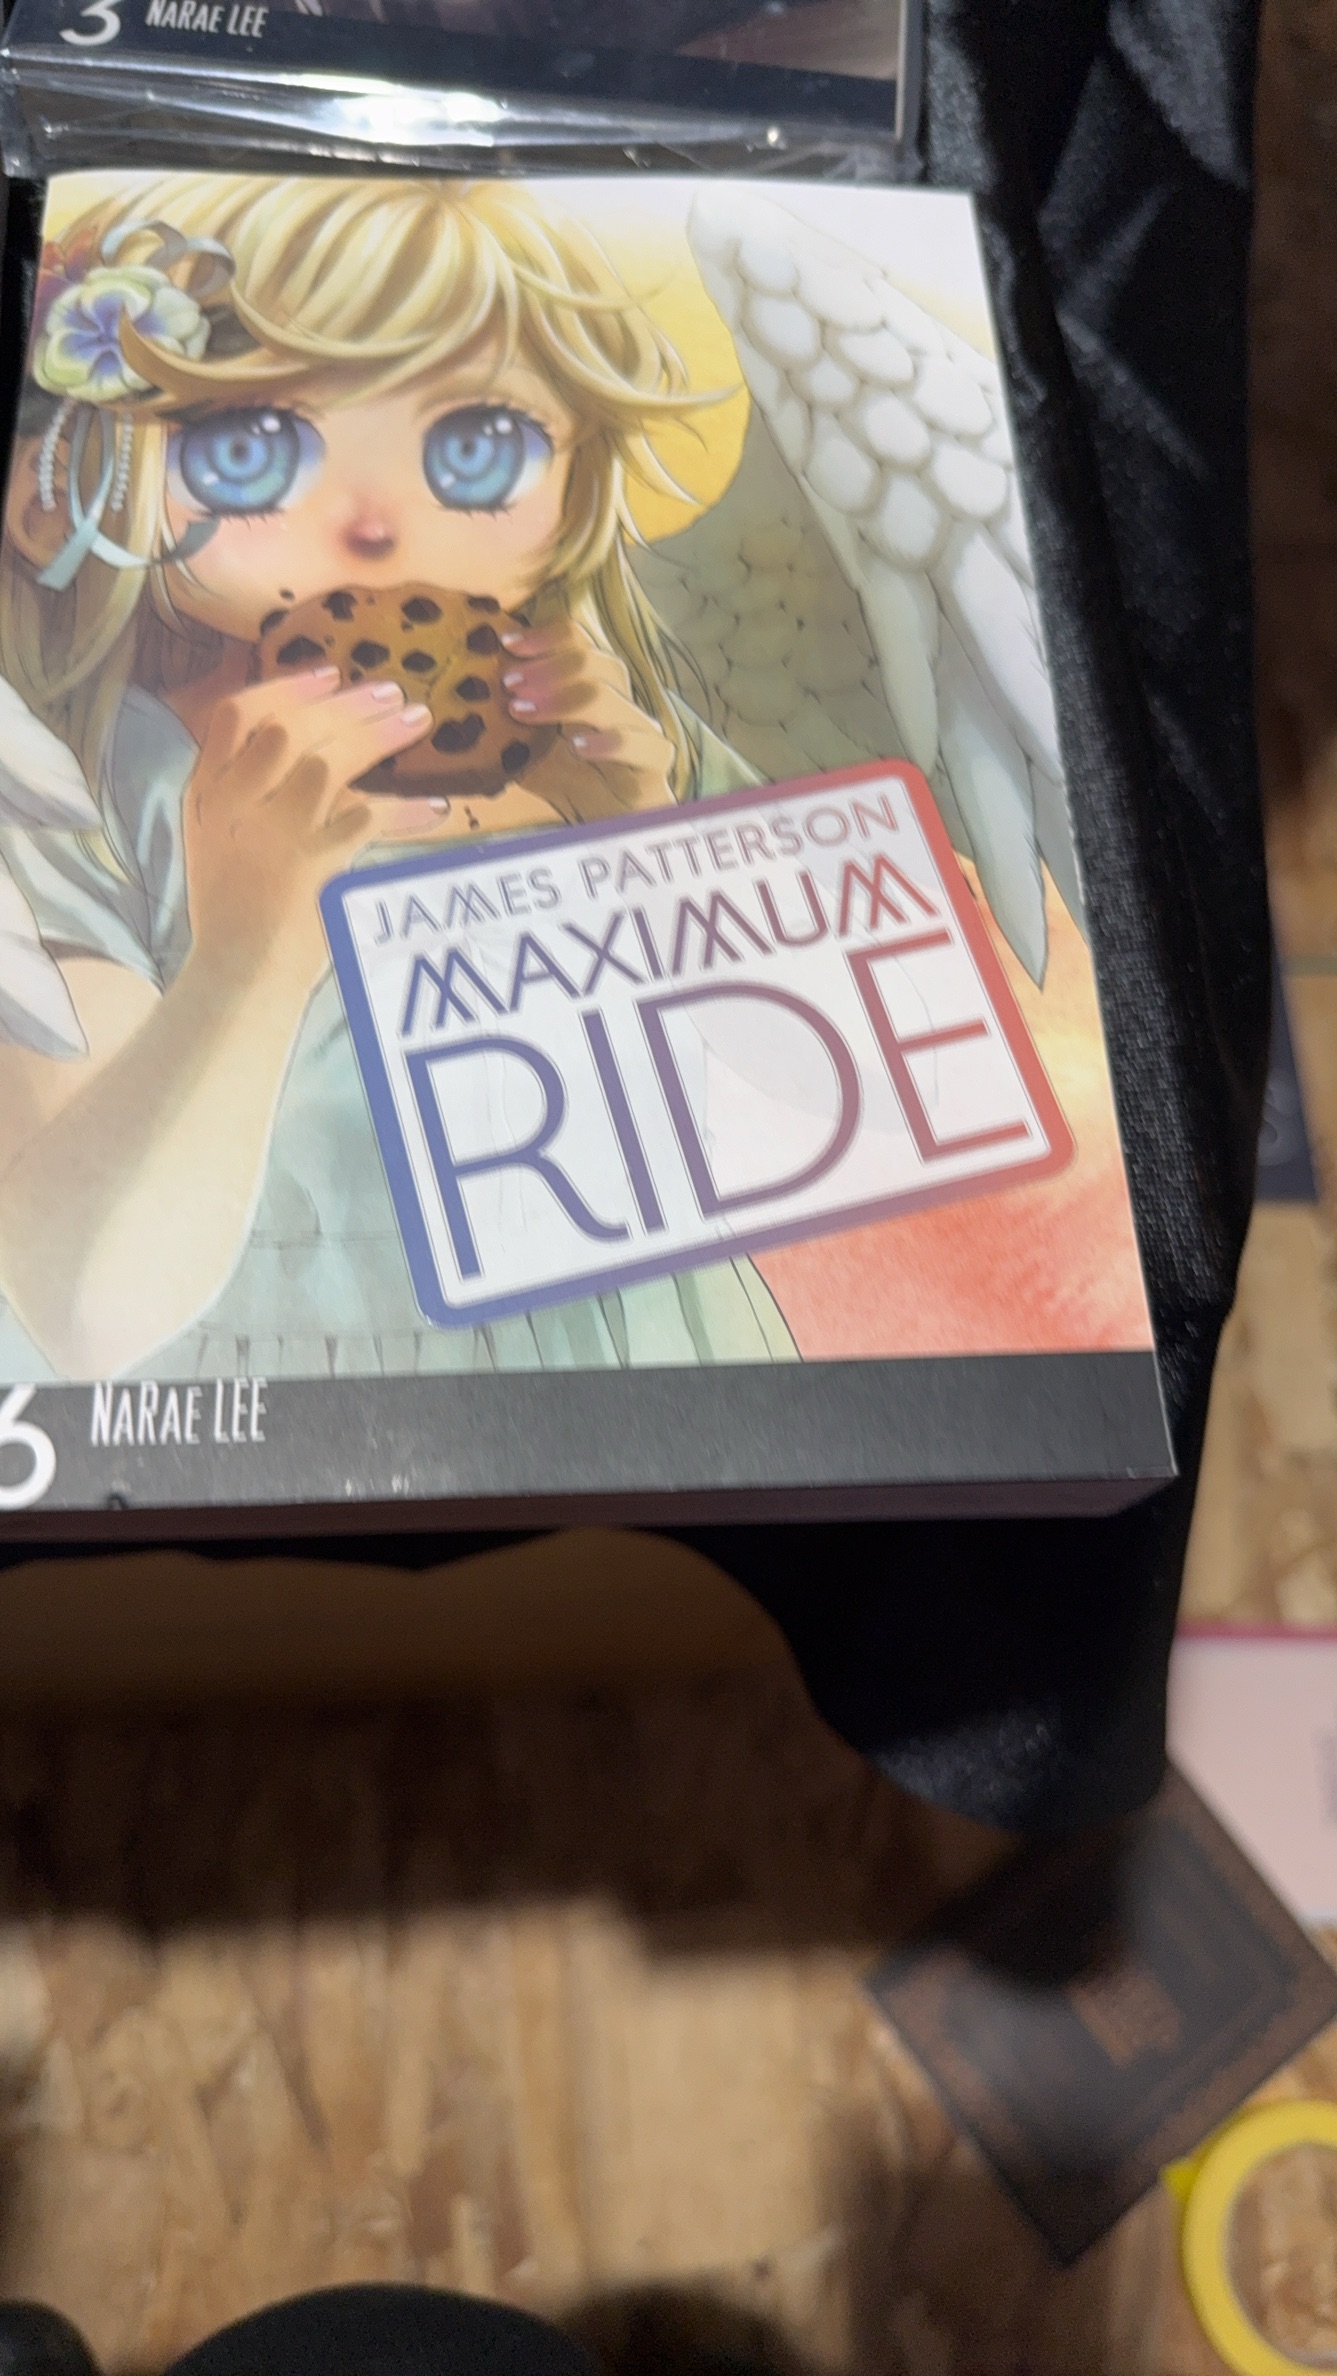 3 NARAE LEE
JAMES PATTERSON
MAXIMUM
RIDE
6 NARAE LEE